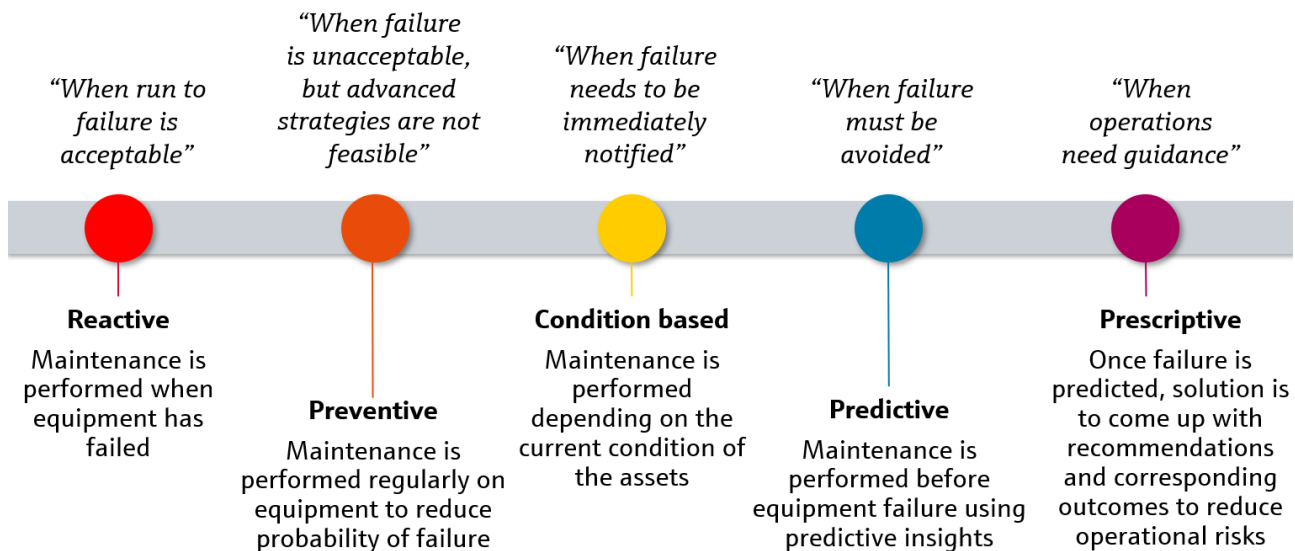 “When run to
failure is
acceptable”
“When failure
is unacceptable,
but advanced
strategies are not
feasible”
“When failure
needs to be
immediately
notified”
“When failure
must be
avoided”
“When
operations
need guidance”
Reactive
Maintenance is
performed when
equipment has
failed
Preventive
Maintenance is
performed regularly on
equipment to reduce
probability of failure
Condition based
Maintenance is
performed
depending on the
current condition of
the assets
Predictive
Maintenance is
performed before
equipment failure using
predictive insights
Prescriptive
Once failure is
predicted, solution is
to come up with
recommendations
and corresponding
outcomes to reduce
operational risks